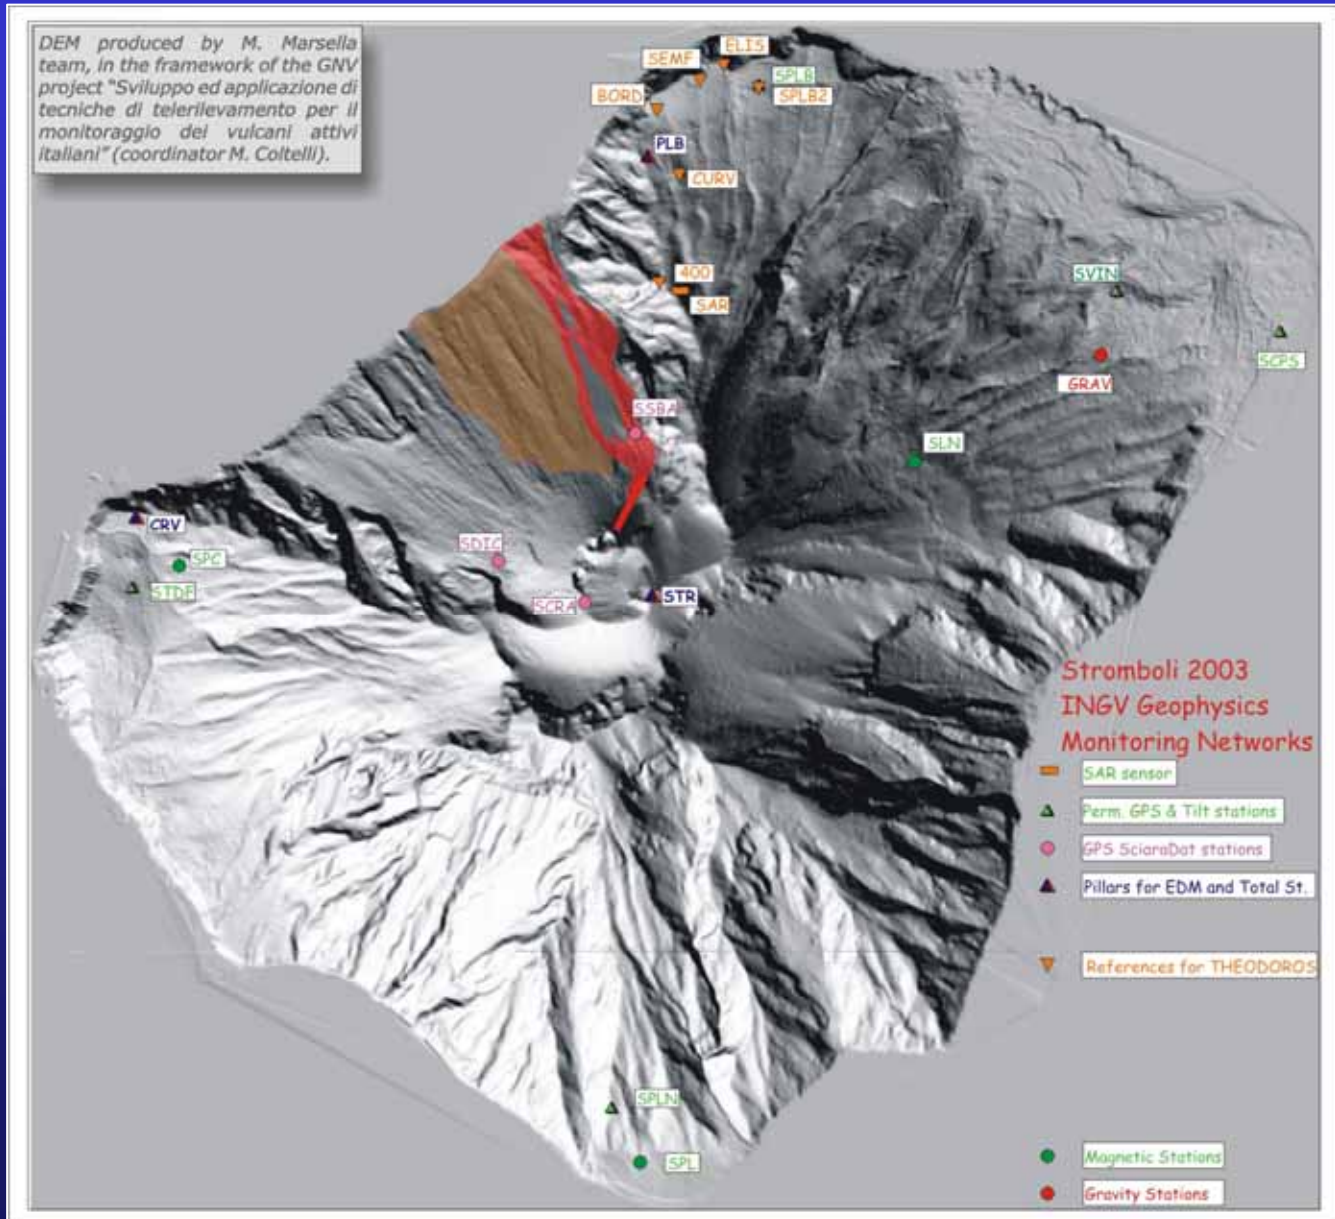 DEM produced by M. Marsella
team, in the framework of the GNV
project "Sviluppo ed applicazione di
tecniche di telerilevamento per il
monitoraggio dei vulcani attivi
italiani" (coordinator M. Coltelli).
ELIS
SEMF
SPLB
BORD
SPLB2
PLB
CURV
400
SVIN
SAR
SCPS
GRAV
SSBA
SLN
CRV
SDIC
SPC
STDF
SCRA
STR
Stromboli 2003
INGV Geophysics
Monitoring Networks
SAR sensor
Perm. GPS & Tilt stations
GPS SciaraDat stations
Pillars for EDM and Total St.
References for THEODOROS
SPLN
Magnetic Stations
SPL
Gravity Stations